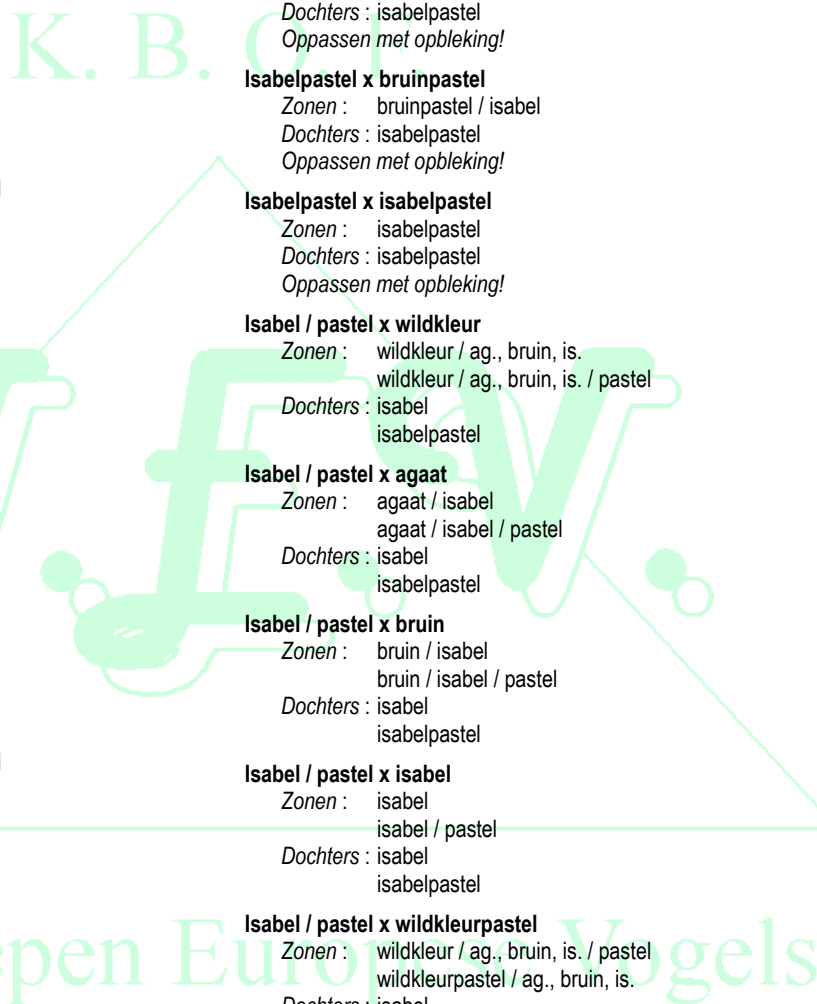 Dochters : isabelpastel
Oppassen met opbleking!
K. B. O. F.
Isabelpastel x bruinpastel
Zonen : bruinpastel / isabel
Dochters : isabelpastel
Oppassen met opbleking!
Isabelpastel x isabelpastel
Zonen : isabelpastel
Dochters : isabelpastel
Oppassen met opbleking!
Isabel / pastel x wildkleur
Zonen : wildkleur / ag., bruin, is.
wildkleur / ag., bruin, is. / pastel
Dochters : isabel
isabelpastel
Isabel / pastel x agaat
Zonen : agaat / isabel
agaat / isabel / pastel
Dochters : isabel
isabelpastel
Isabel / pastel x bruin
Zonen : bruin / isabel
bruin / isabel / pastel
Dochters : isabel
isabelpastel
Isabel / pastel x isabel
Zonen : isabel
isabel / pastel
Dochters : isabel
isabelpastel
Isabel / pastel x wildkleurpastel
Zonen : wildkleur / ag., bruin, is. / pastel
wildkleurpastel / ag., bruin, is.
Dochters : isabel